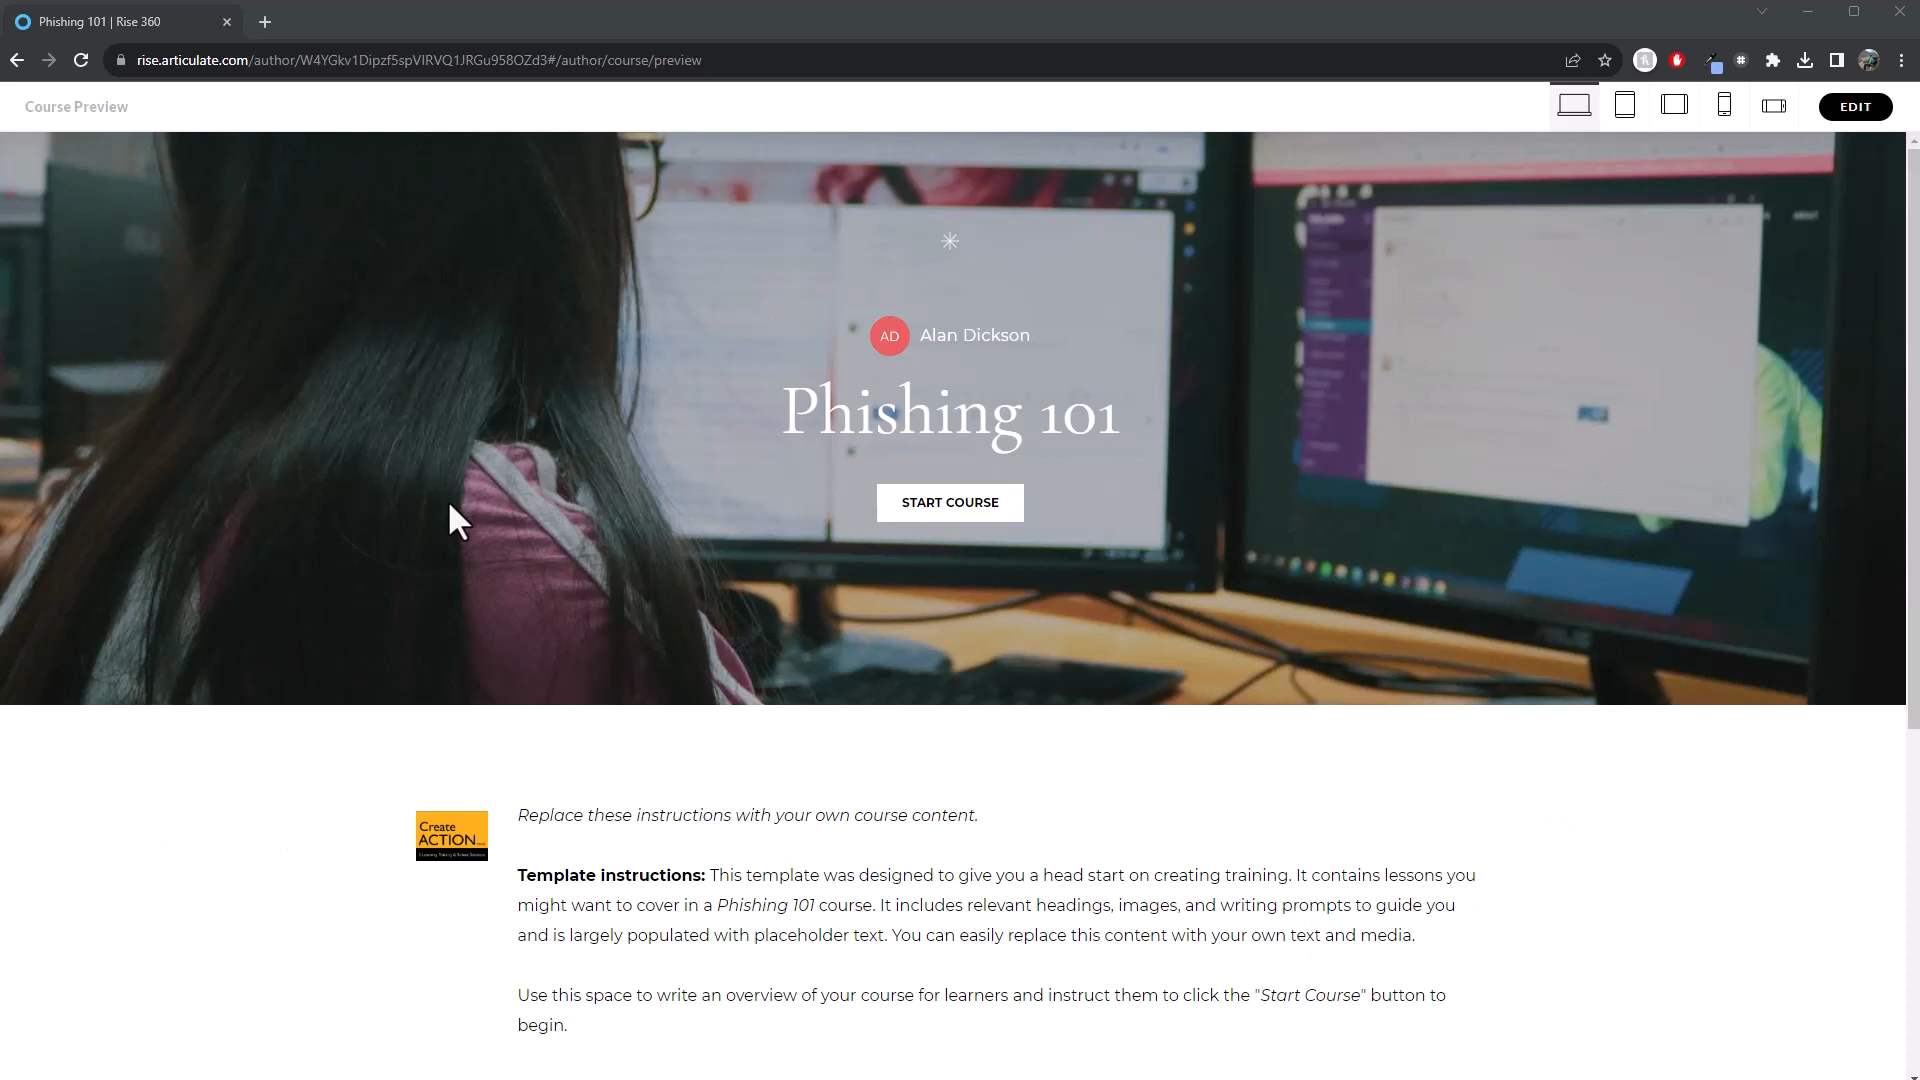 Phishing 101 | Rise 360
rise.articulate.com/author/W4YGkv1Dipzf5spVIRVQ1JRGu958OZd3#/author/course/preview
Course Preview
EDIT
AD Alan Dickson
Phishing 101
START COURSE
Create
ACTION
Replace these instructions with your own course content.
Template instructions: This template was designed to give you a head start on creating training. It contains lessons you
might want to cover in a Phishing 101 course. It includes relevant headings, images, and writing prompts to guide you
and is largely populated with placeholder text. You can easily replace this content with your own text and media.
Use this space to write an overview of your course for learners and instruct them to click the "Start Course" button to
begin.